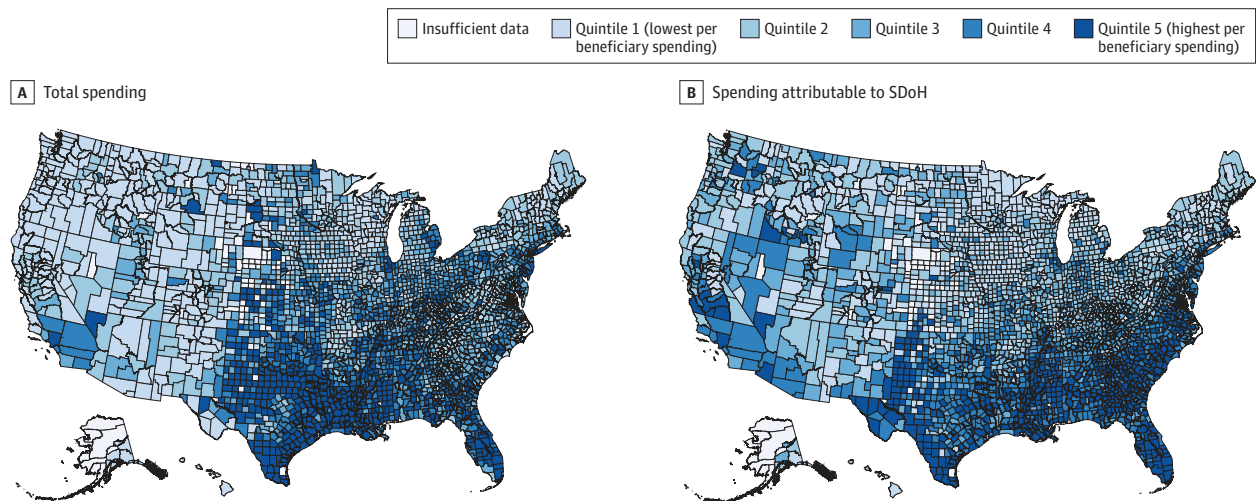 Insufficient data
Quintile 1 (lowest per
beneficiary spending)
Quintile 2
Quintile 3
Quintile 4
Quintile 5 (highest per
beneficiary spending)
A Total spending
B Spending attributable to SDoH